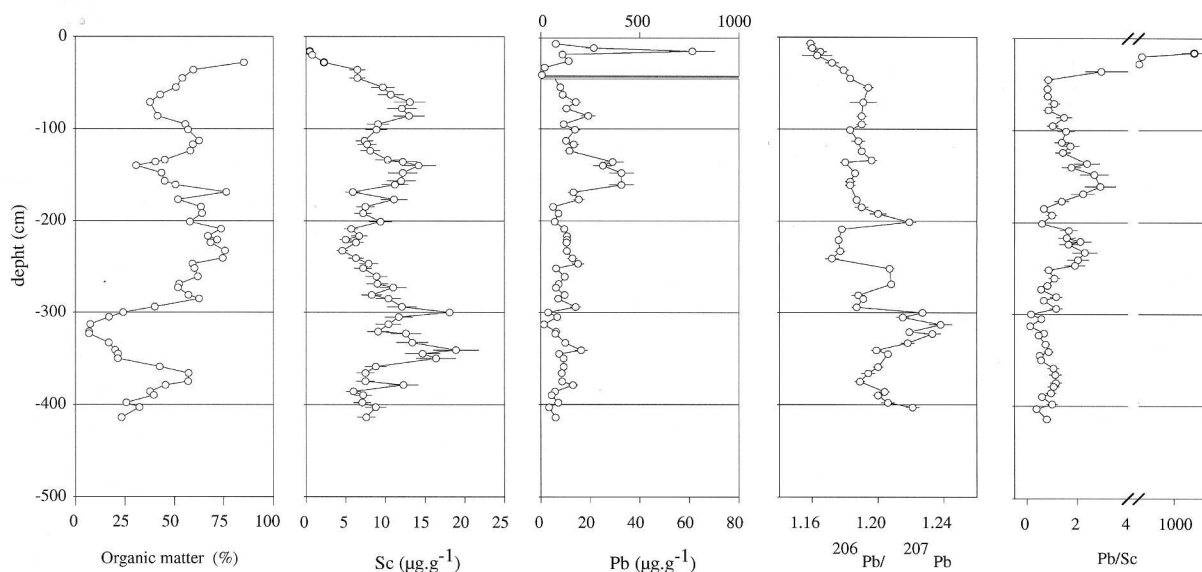 0 500 1000
0
-100
-200
-300
-400
-500
depht (cm)
0 25 50 75 100
0 5 10 15 20 25
0 20 40 60 80
1.16 1.20 1.24
0 2 4 1000
Organic matter (%)
Sc (µg.g-1)
Pb (µg.g-1)
206Pb/ 207Pb
Pb/Sc